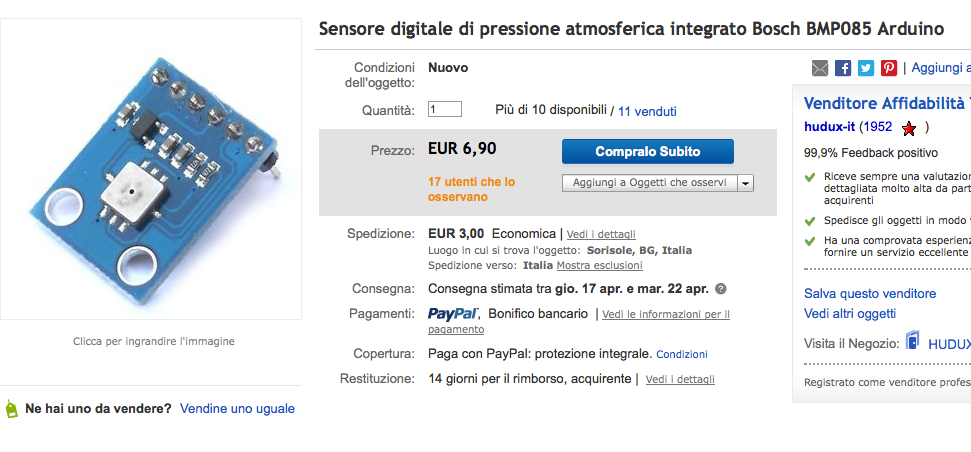 Sensore digitale di pressione atmosferica integrato Bosch BMP085 Arduino
Condizioni dell'oggetto: Nuovo
Quantità: 1 Più di 10 disponibili / 11 venduti
Prezzo: EUR 6,90 Compralo Subito
17 utenti che lo osservano
Aggiungi a Oggetti che osservi
Spedizione: EUR 3,00 Economica | Vedi i dettagli
Luogo in cui si trova l'oggetto: Sorisole, BG, Italia
Spedizione verso: Italia Mostra esclusioni
Consegna: Consegna stimata tra gio. 17 apr. e mar. 22 apr. ?
Pagamenti: PayPal, Bonifico bancario | Vedi le informazioni per il
pagamento
Copertura: Paga con PayPal: protezione integrale. Condizioni
Restituzione: 14 giorni per il rimborso, acquirente | Vedi i dettagli
Clicca per ingrandire l'immagine
Ne hai uno da vendere? Vendine uno uguale
| Aggiungi a
Venditore Affidabilità
hudux-it (1952 )
99,9% Feedback positivo
Riceve sempre una valutazion
dettagliata molto alta da part
acquirenti
Spedisce gli oggetti in modo
Ha una comprovata esperienz
fornire un servizio eccellente
Salva questo venditore
Vedi altri oggetti
Visita il Negozio: HUDUX
Registrato come venditore profes